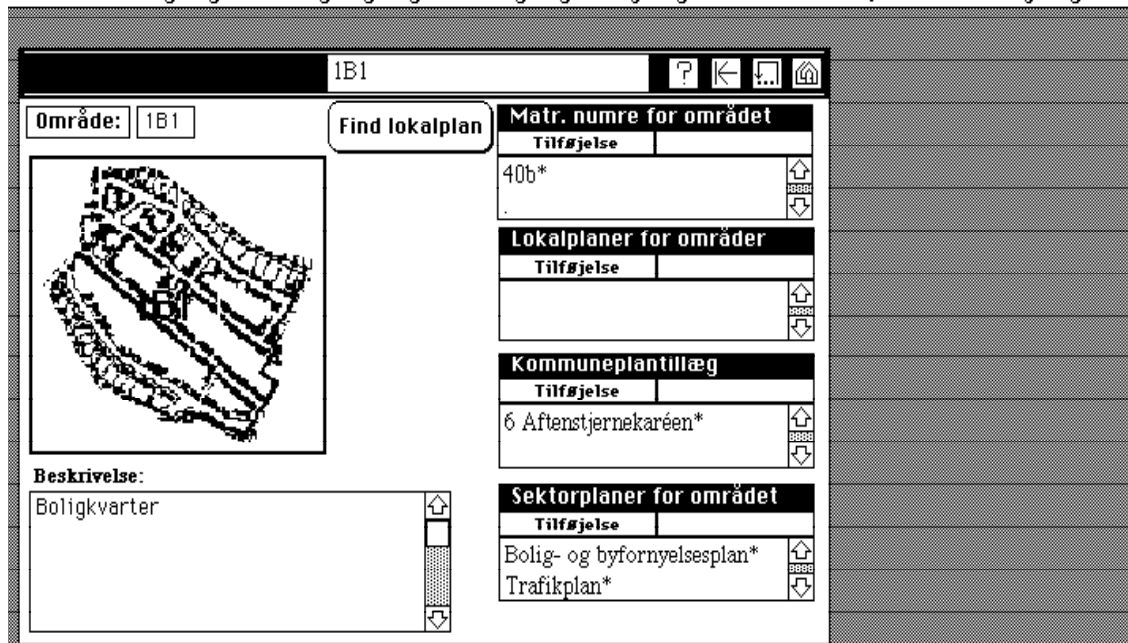 1B1
?
Område: 1B1
Find lokalplan
1B1
Beskrivelse:
Boligkvarter
Matr. numre for området
Tilføjelse
40b*
.
Lokalplaner for områder
Tilføjelse
Kommuneplantillæg
Tilføjelse
6 Aftenstjernekaréen*
Sektorplaner for området
Tilføjelse
Bolig- og byfornyelsesplan*
Trafikplan*